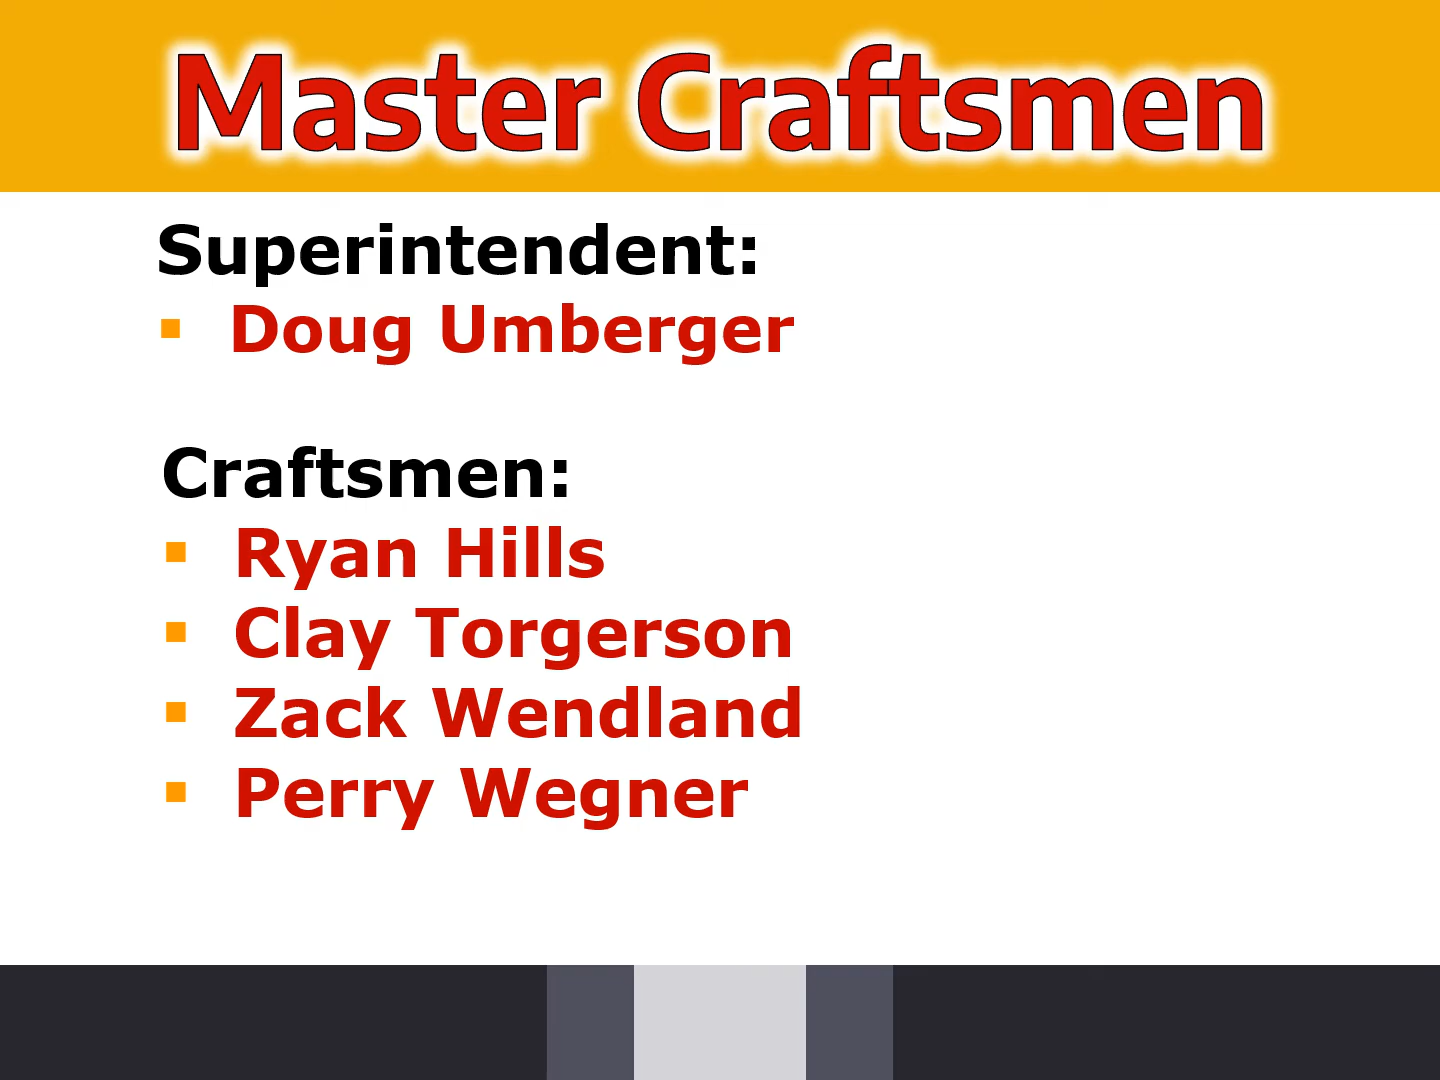 Master Craftsmen
Superintendent:
▪ Doug Umberger
Craftsmen:
▪ Ryan Hills
▪ Clay Torgerson
▪ Zack Wendland
▪ Perry Wegner